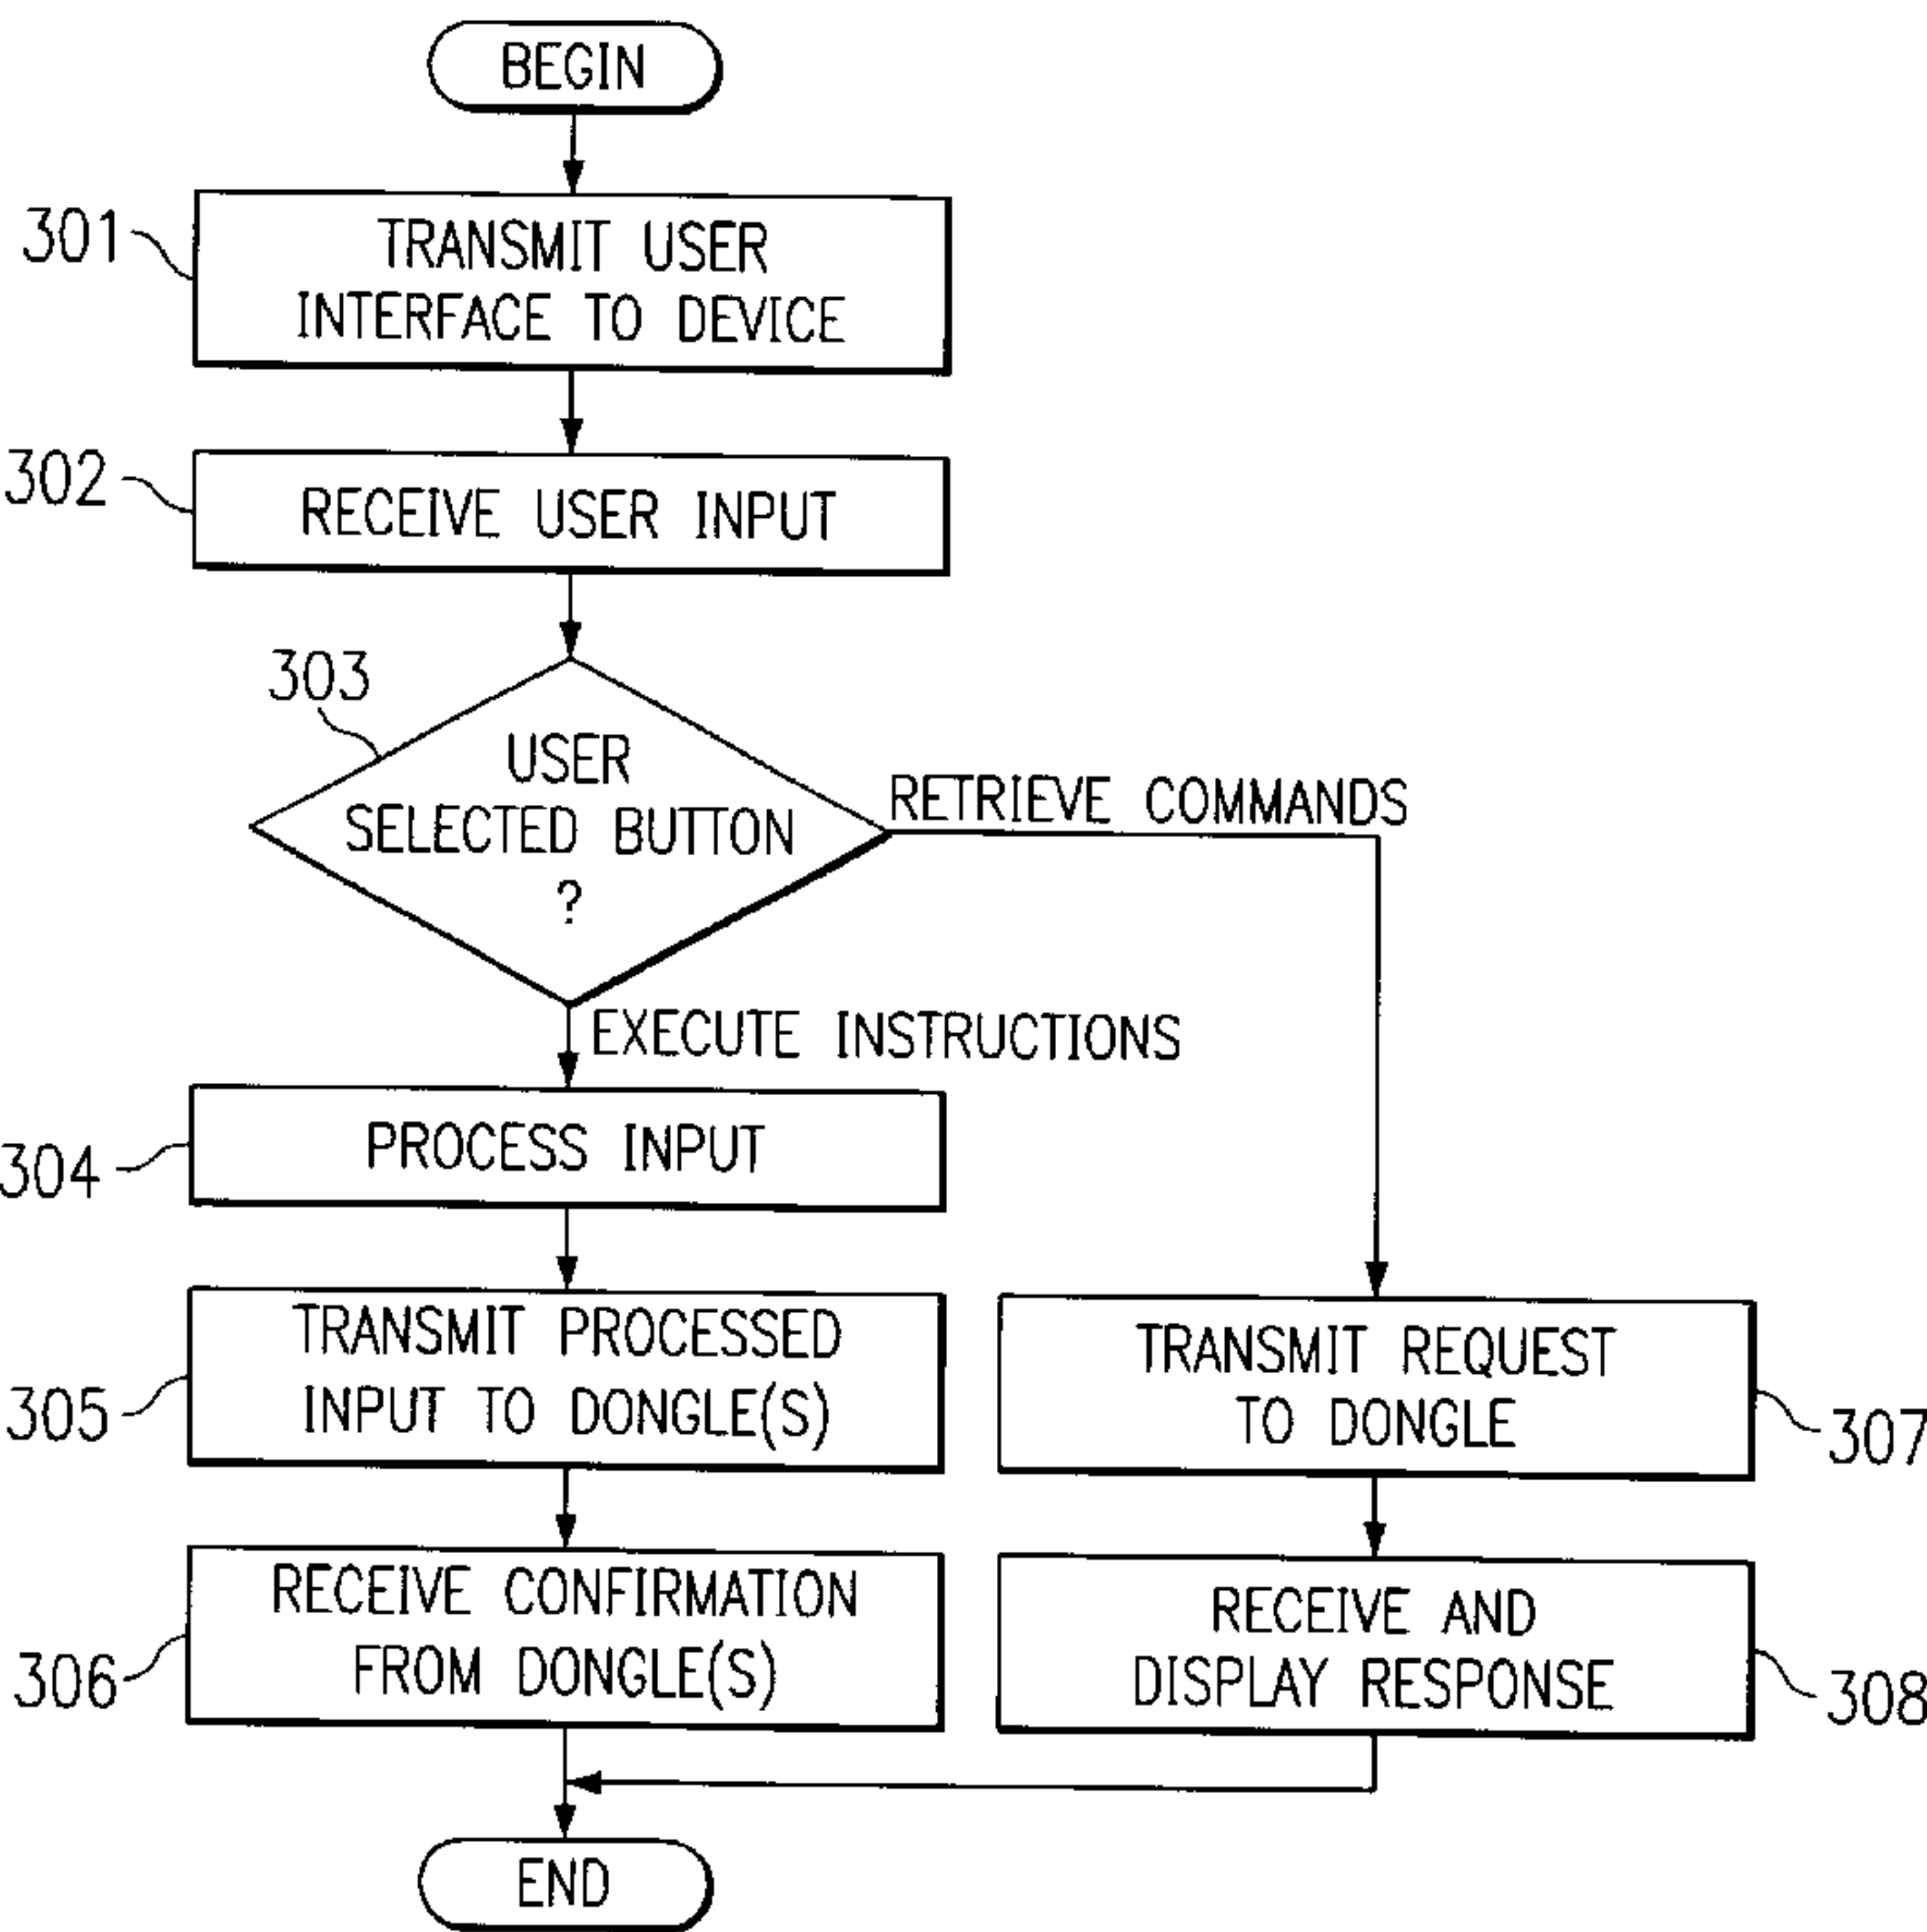 BEGIN
301
TRANSMIT USER
INTERFACE TO DEVICE
302
RECEIVE USER INPUT
303
USER
SELECTED BUTTON
?
RETRIEVE COMMANDS
EXECUTE INSTRUCTIONS
304
PROCESS INPUT
305
TRANSMIT PROCESSED
INPUT TO DONGLE(S)
TRANSMIT REQUEST
TO DONGLE
307
306
RECEIVE CONFIRMATION
FROM DONGLE(S)
RECEIVE AND
DISPLAY RESPONSE
308
END